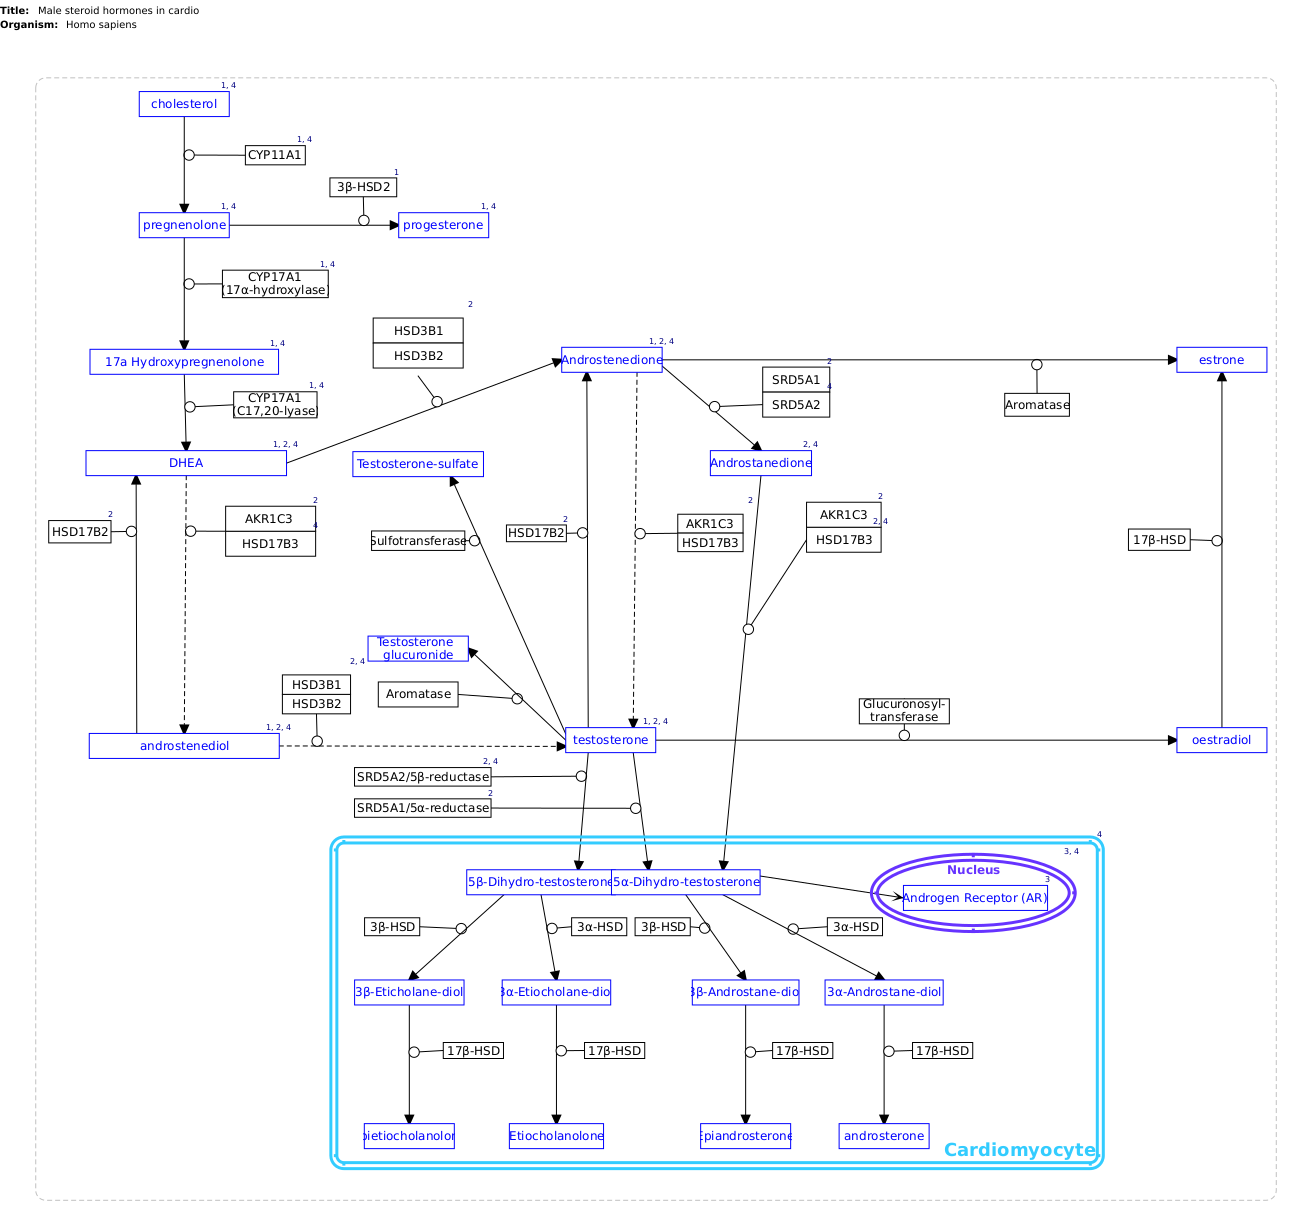 Title: Male steroid hormones in cardio
Organism: Homo sapiens
1, 4
cholesterol
1, 4
CYP11A1
1
3β-HSD2
1, 4
pregnenolone
1, 4
progesterone
1, 4
CYP17A1
(17α-hydroxylase)
2
HSD3B1
HSD3B2
1, 4
17a Hydroxypregnenolone
1, 2, 4
Androstenedione
estrone
2
SRD5A1
4
SRD5A2
Aromatase
1, 4
CYP17A1
(C17,20-lyase)
1, 2, 4
DHEA
Testosterone-sulfate
2, 4
Androstanedione
2
HSD17B2
2
AKR1C3
4
HSD17B3
Sulfotransferase
2
HSD17B2
AKR1C3
HSD17B3
2
2
AKR1C3
2, 4
HSD17B3
17β-HSD
Testosterone
glucuronide
2, 4
HSD3B1
HSD3B2
Aromatase
Glucuronosyl-
transferase
1, 2, 4
androstenediol
1, 2, 4
testosterone
oestradiol
2, 4
SRD5A2/5β-reductase
2
SRD5A1/5α-reductase
4
3, 4
Nucleus
3
Androgen Receptor (AR)
5β-Dihydro-testosterone
5α-Dihydro-testosterone
3β-HSD
3α-HSD
3β-HSD
3α-HSD
3β-Eticholane-diol
3α-Etiocholane-dio
3β-Androstane-dio
3α-Androstane-diol
17β-HSD
17β-HSD
17β-HSD
17β-HSD
pietiocholanolon
Etiocholanolone
Epiandrosterone
androsterone
Cardiomyocyte